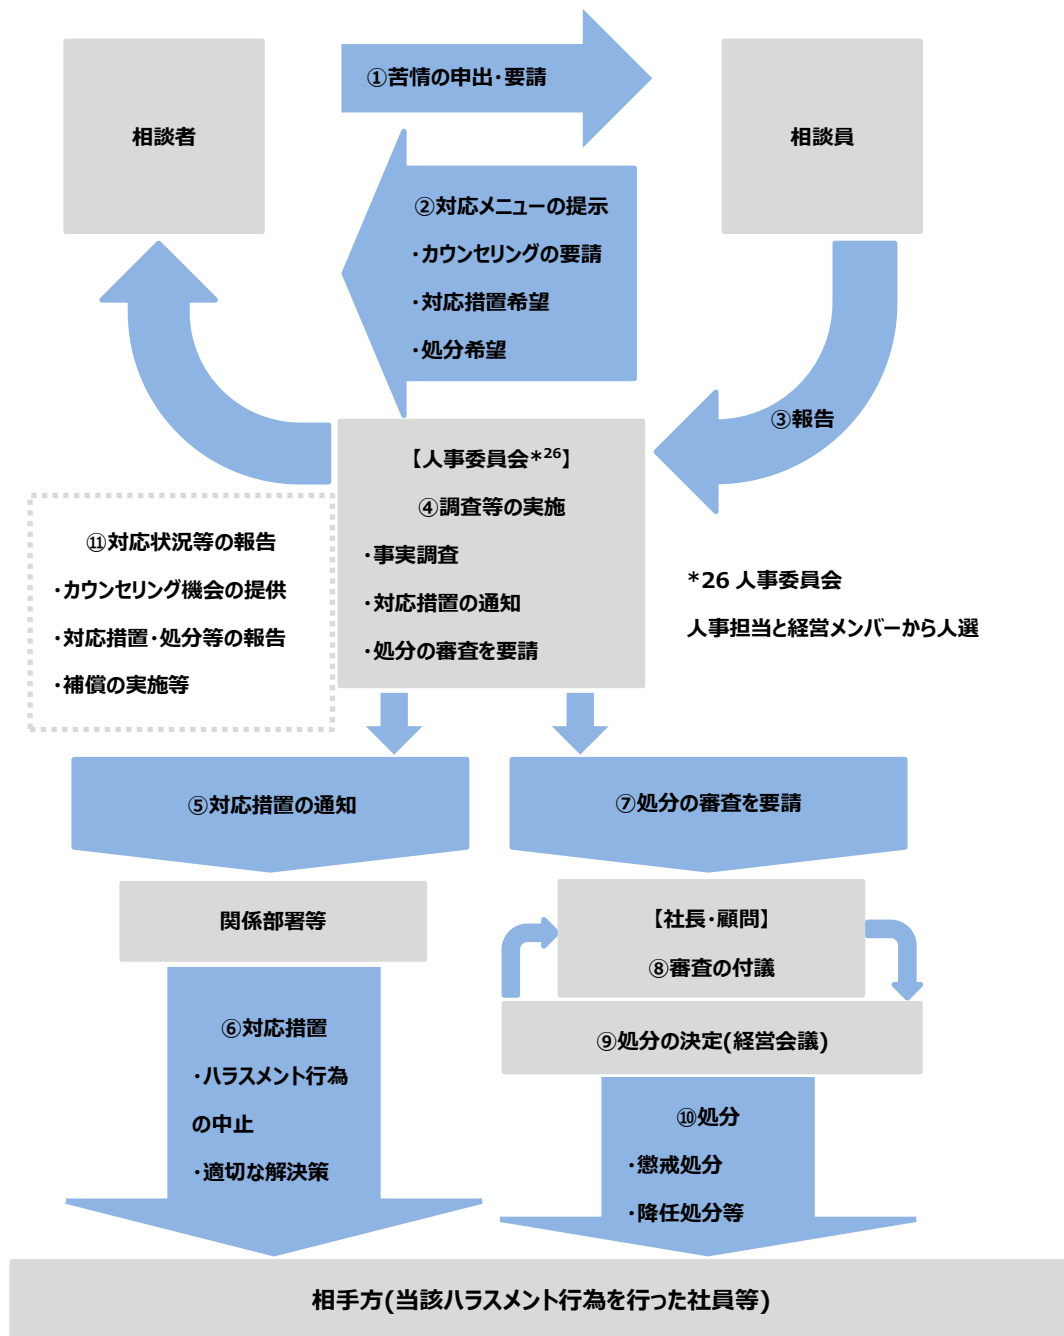 ①苦情の申出・要請
相談者
相談員
②対応メニューの提示
・カウンセリングの要請
・対応措置希望
・処分希望
③報告
【人事委員会*26】
④調査等の実施
・事実調査
・対応措置の通知
・処分の審査を要請
⑪対応状況等の報告
・カウンセリング機会の提供
・対応措置・処分等の報告
・補償の実施等
*26 人事委員会
人事担当と経営メンバーから人選
⑤対応措置の通知
⑦処分の審査を要請
関係部署等
【社長・顧問】
⑧審査の付議
⑨処分の決定(経営会議)
⑥対応措置
・ハラスメント行為
の中止
・適切な解決策
⑩処分
・懲戒処分
・降任処分等
相手方(当該ハラスメント行為を行った社員等)